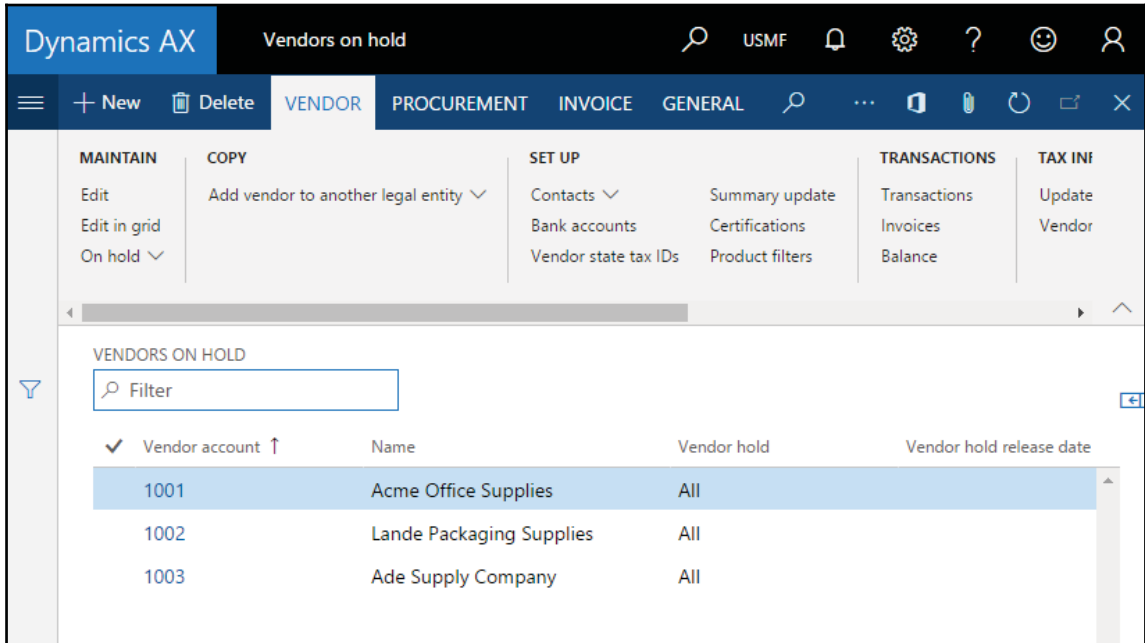 Dynamics AX Vendors on hold USMF
New Delete VENDOR PROCUREMENT INVOICE GENERAL ...
MAINTAIN COPY SET UP TRANSACTIONS TAX INF
Edit Add vendor to another legal entity Contacts Summary update Transactions Update
Edit in grid Bank accounts Certifications Invoices Vendor
On hold Vendor state tax IDs Product filters Balance
VENDORS ON HOLD
Filter
Vendor account Name Vendor hold Vendor hold release date
1001 Acme Office Supplies All
1002 Lande Packaging Supplies All
1003 Ade Supply Company All